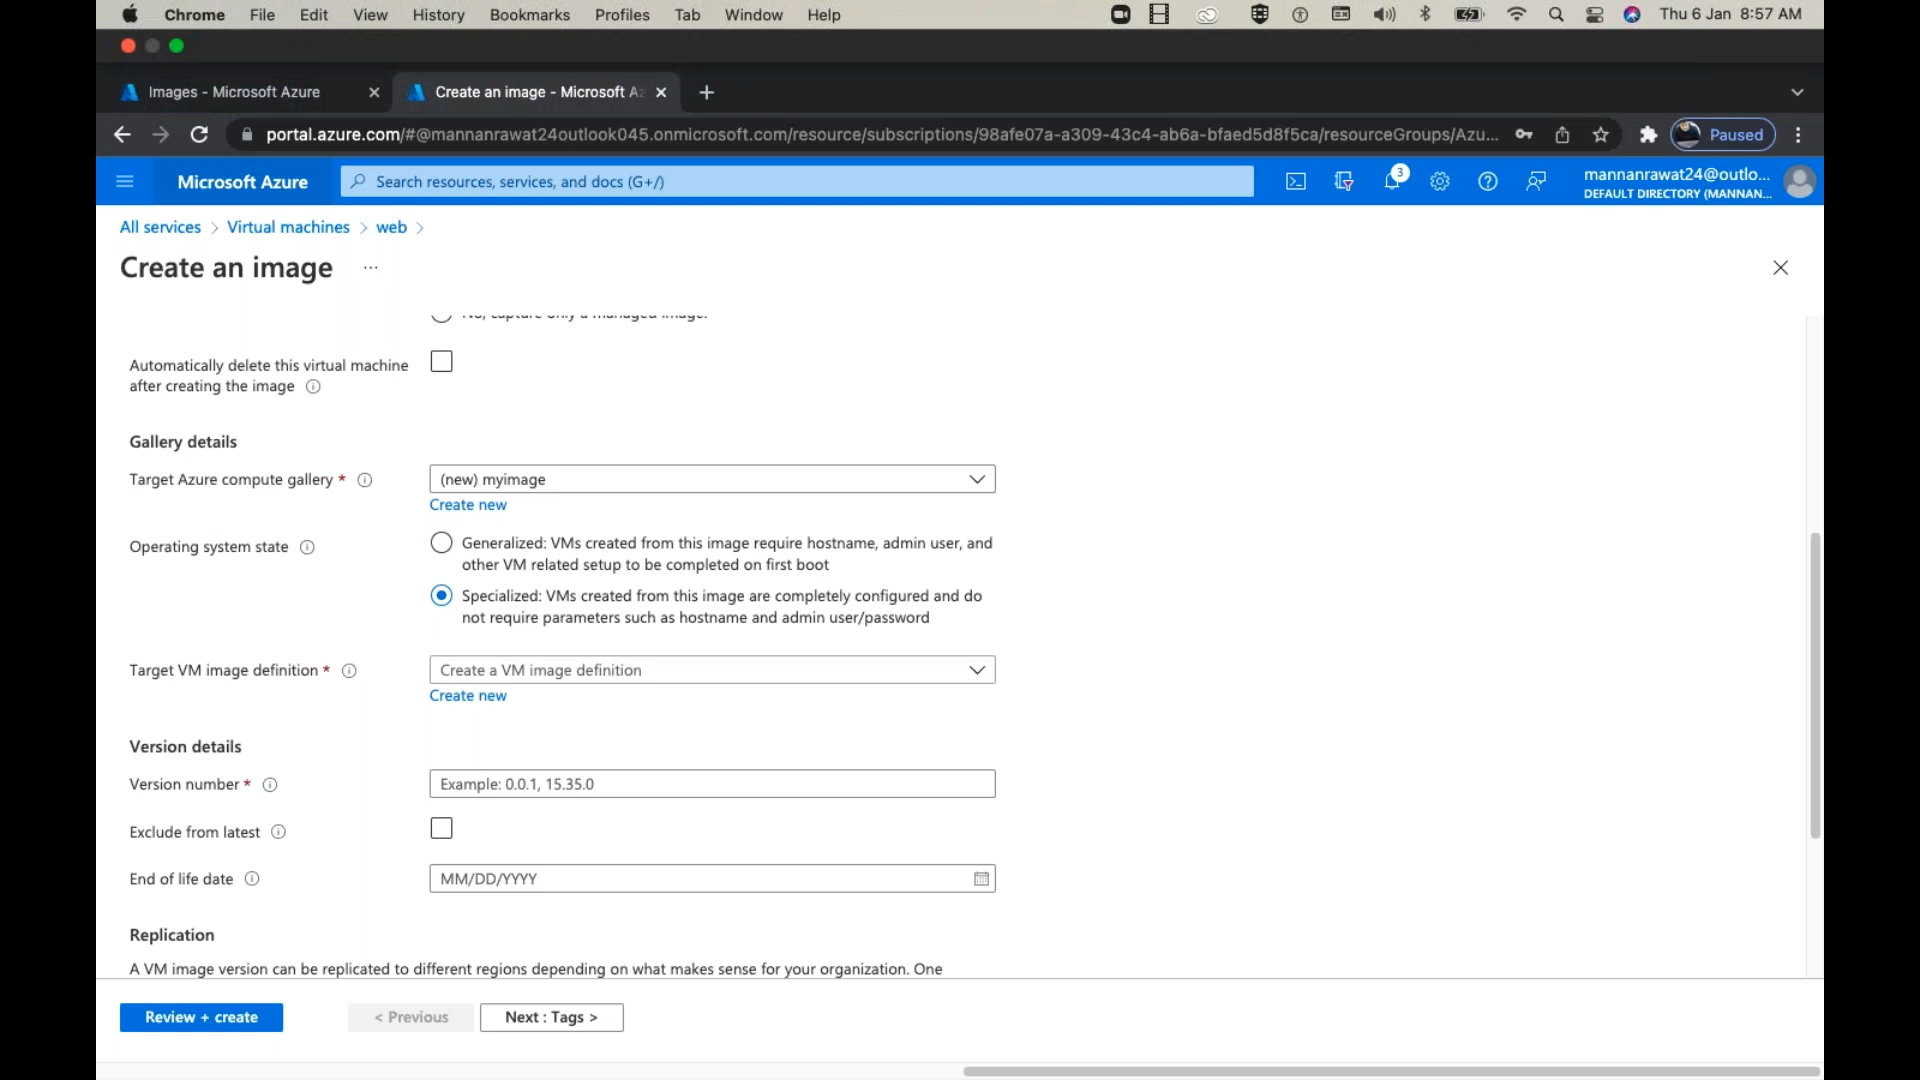 Chrome File Edit View History Bookmarks Profiles Tab Window Help Thu 6 Jan 8:57 AM
Images - Microsoft Azure
Create an image - Microsoft Az
portal.azure.com/#@mannanrawat24outlook045.onmicrosoft.com/resource/subscriptions/98afe07a-a309-43c4-ab6a-bfaed5d8f5ca/resourceGroups/Azu...
Paused
Microsoft Azure
Search resources, services, and docs (G+/)
3
mannanrawat24@outlo...
DEFAULT DIRECTORY (MANNAN...
All services > Virtual machines > web >
Create an image ...
No, capture only a managed image.
Automatically delete this virtual machine
after creating the image
Gallery details
Target Azure compute gallery *
(new) myimage
Create new
Operating system state
Generalized: VMs created from this image require hostname, admin user, and
other VM related setup to be completed on first boot
Specialized: VMs created from this image are completely configured and do
not require parameters such as hostname and admin user/password
Target VM image definition *
Create a VM image definition
Create new
Version details
Version number *
Example: 0.0.1, 15.35.0
Exclude from latest
End of life date
MM/DD/YYYY
Replication
A VM image version can be replicated to different regions depending on what makes sense for your organization. One
Review + create
< Previous
Next : Tags >